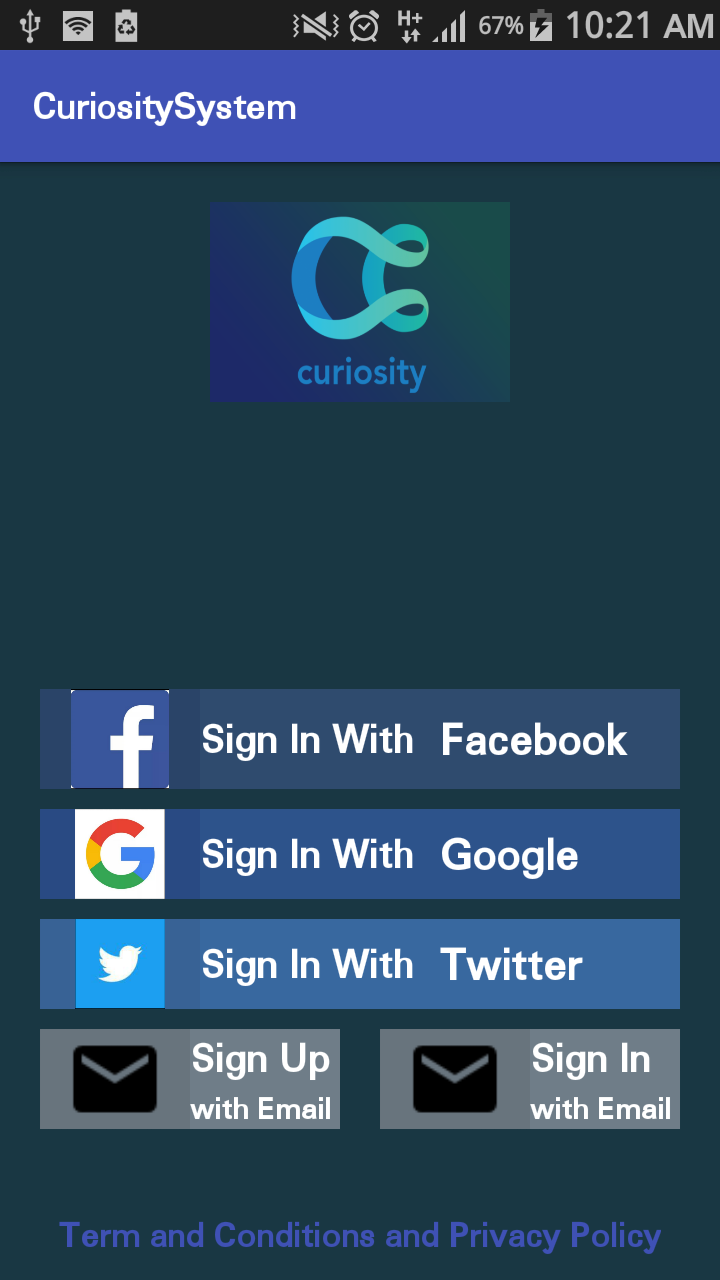 H+ 67% 10:21 AM
CuriositySystem
curiosity
Sign In With Facebook
Sign In With Google
Sign In With Twitter
Sign Up
with Email
Sign In
with Email
Term and Conditions and Privacy Policy